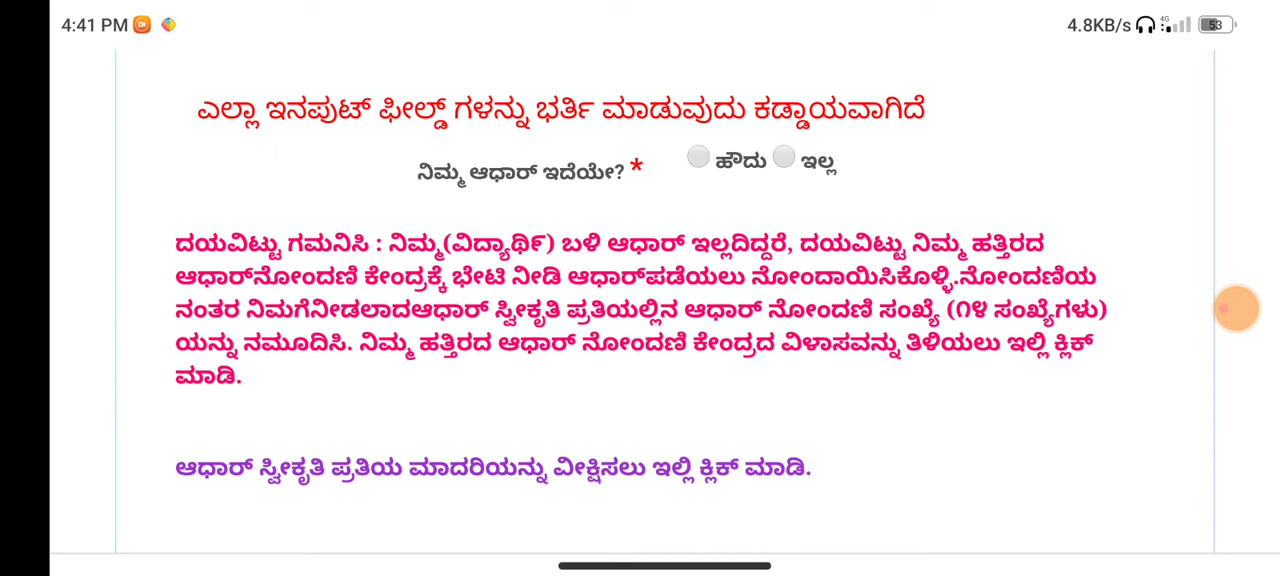 4:41 PM
4.8KB/s 4G 53
ಎಲ್ಲಾ ಇನಪುಟ್ ಫೀಲ್ಡ್ ಗಳನ್ನು ಭರ್ತಿ ಮಾಡುವುದು ಕಡ್ಡಾಯವಾಗಿದೆ
ನಿಮ್ಮ ಆಧಾರ್ ಇದೆಯೇ? * ಹೌದು ಇಲ್ಲ
ದಯವಿಟ್ಟು ಗಮನಿಸಿ : ನಿಮ್ಮ(ವಿದ್ಯಾಥಿ೯) ಬಳಿ ಆಧಾರ್ ಇಲ್ಲದಿದ್ದರೆ, ದಯವಿಟ್ಟು ನಿಮ್ಮ ಹತ್ತಿರದ
ಆಧಾರ್‌ನೋಂದಣಿ ಕೇಂದ್ರಕ್ಕೆ ಭೇಟಿ ನೀಡಿ ಆಧಾರ್‌ಪಡೆಯಲು ನೋಂದಾಯಿಸಿಕೊಳ್ಳಿ.ನೋಂದಣಿಯ
ನಂತರ ನಿಮಗೆನೀಡಲಾದಆಧಾರ್ ಸ್ವೀಕೃತಿ ಪ್ರತಿಯಲ್ಲಿನ ಆಧಾರ್ ನೋಂದಣಿ ಸಂಖ್ಯೆ (೧೪ ಸಂಖ್ಯೆಗಳು)
ಯನ್ನು ನಮೂದಿಸಿ. ನಿಮ್ಮ ಹತ್ತಿರದ ಆಧಾರ್ ನೋಂದಣಿ ಕೇಂದ್ರದ ವಿಳಾಸವನ್ನು ತಿಳಿಯಲು ಇಲ್ಲಿ ಕ್ಲಿಕ್
ಮಾಡಿ.
ಆಧಾರ್ ಸ್ವೀಕೃತಿ ಪ್ರತಿಯ ಮಾದರಿಯನ್ನು ವೀಕ್ಷಿಸಲು ಇಲ್ಲಿ ಕ್ಲಿಕ್ ಮಾಡಿ.